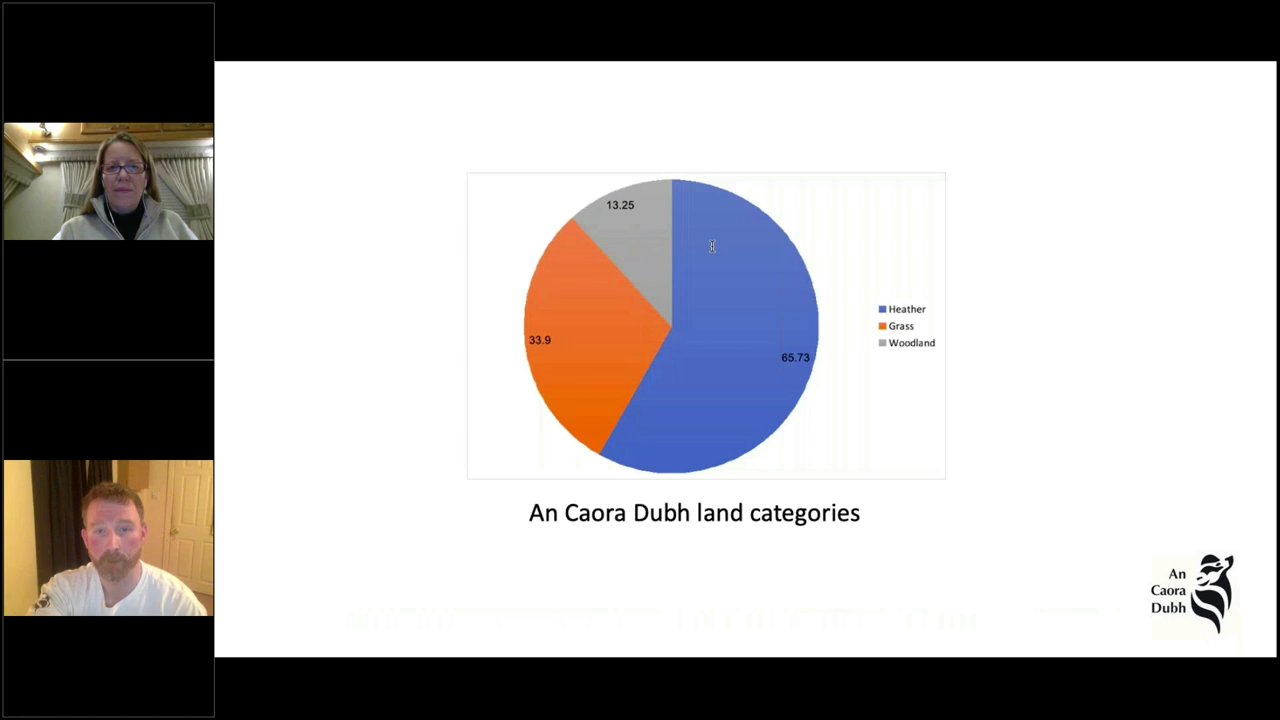 13.25
33.9
65.73
Heather
Grass
Woodland
An Caora Dubh land categories
An
Caora
Dubh